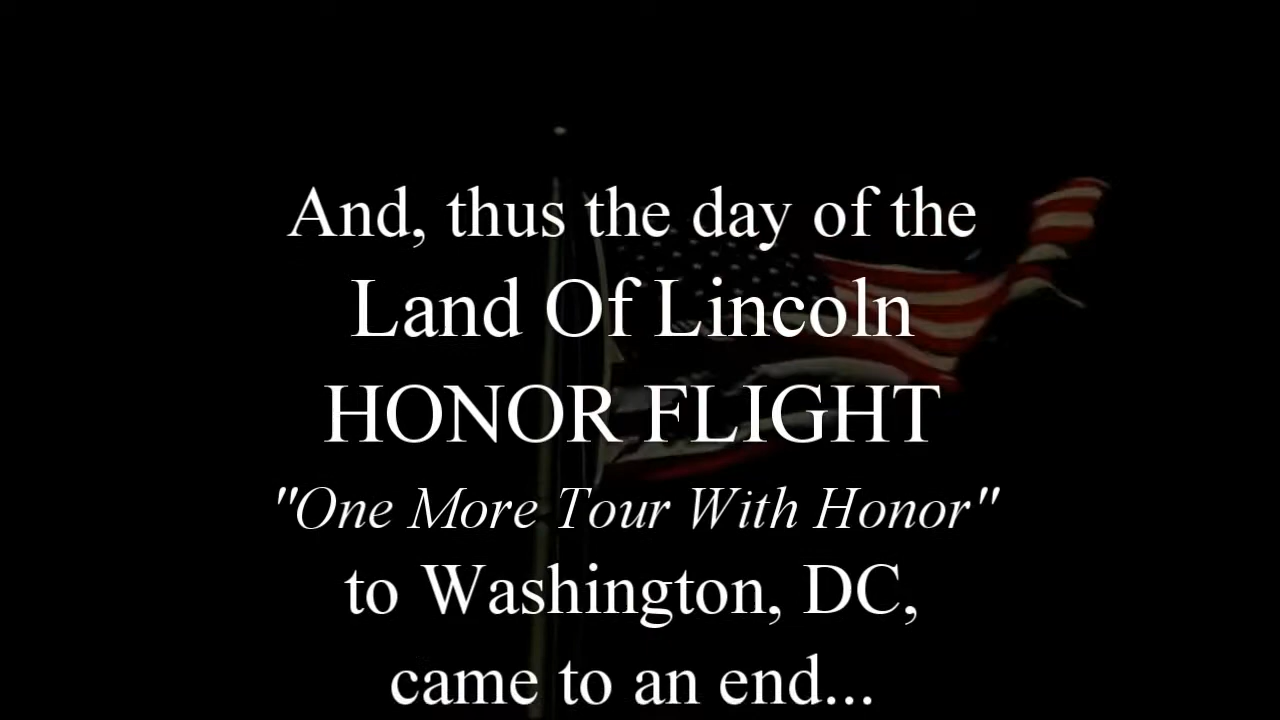 And, thus the day of the
Land Of Lincoln
HONOR FLIGHT
"One More Tour With Honor"
to Washington, DC,
came to an end...